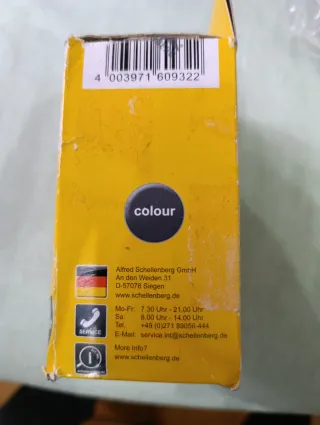 4 003971 609322
colour
Alfred Schellenberg GmbH
An den Weiden 31
D-57078 Siegen
www.schellenberg.de
SERVICE
Mo-Fr: 7.30 Uhr - 21.00 Uhr
Sa: 8.00 Uhr - 14.00 Uhr
Tel. +49 (0)271 89056-444
E-Mail: service.int@schellenberg.de
More Info?
www.schellenberg.de